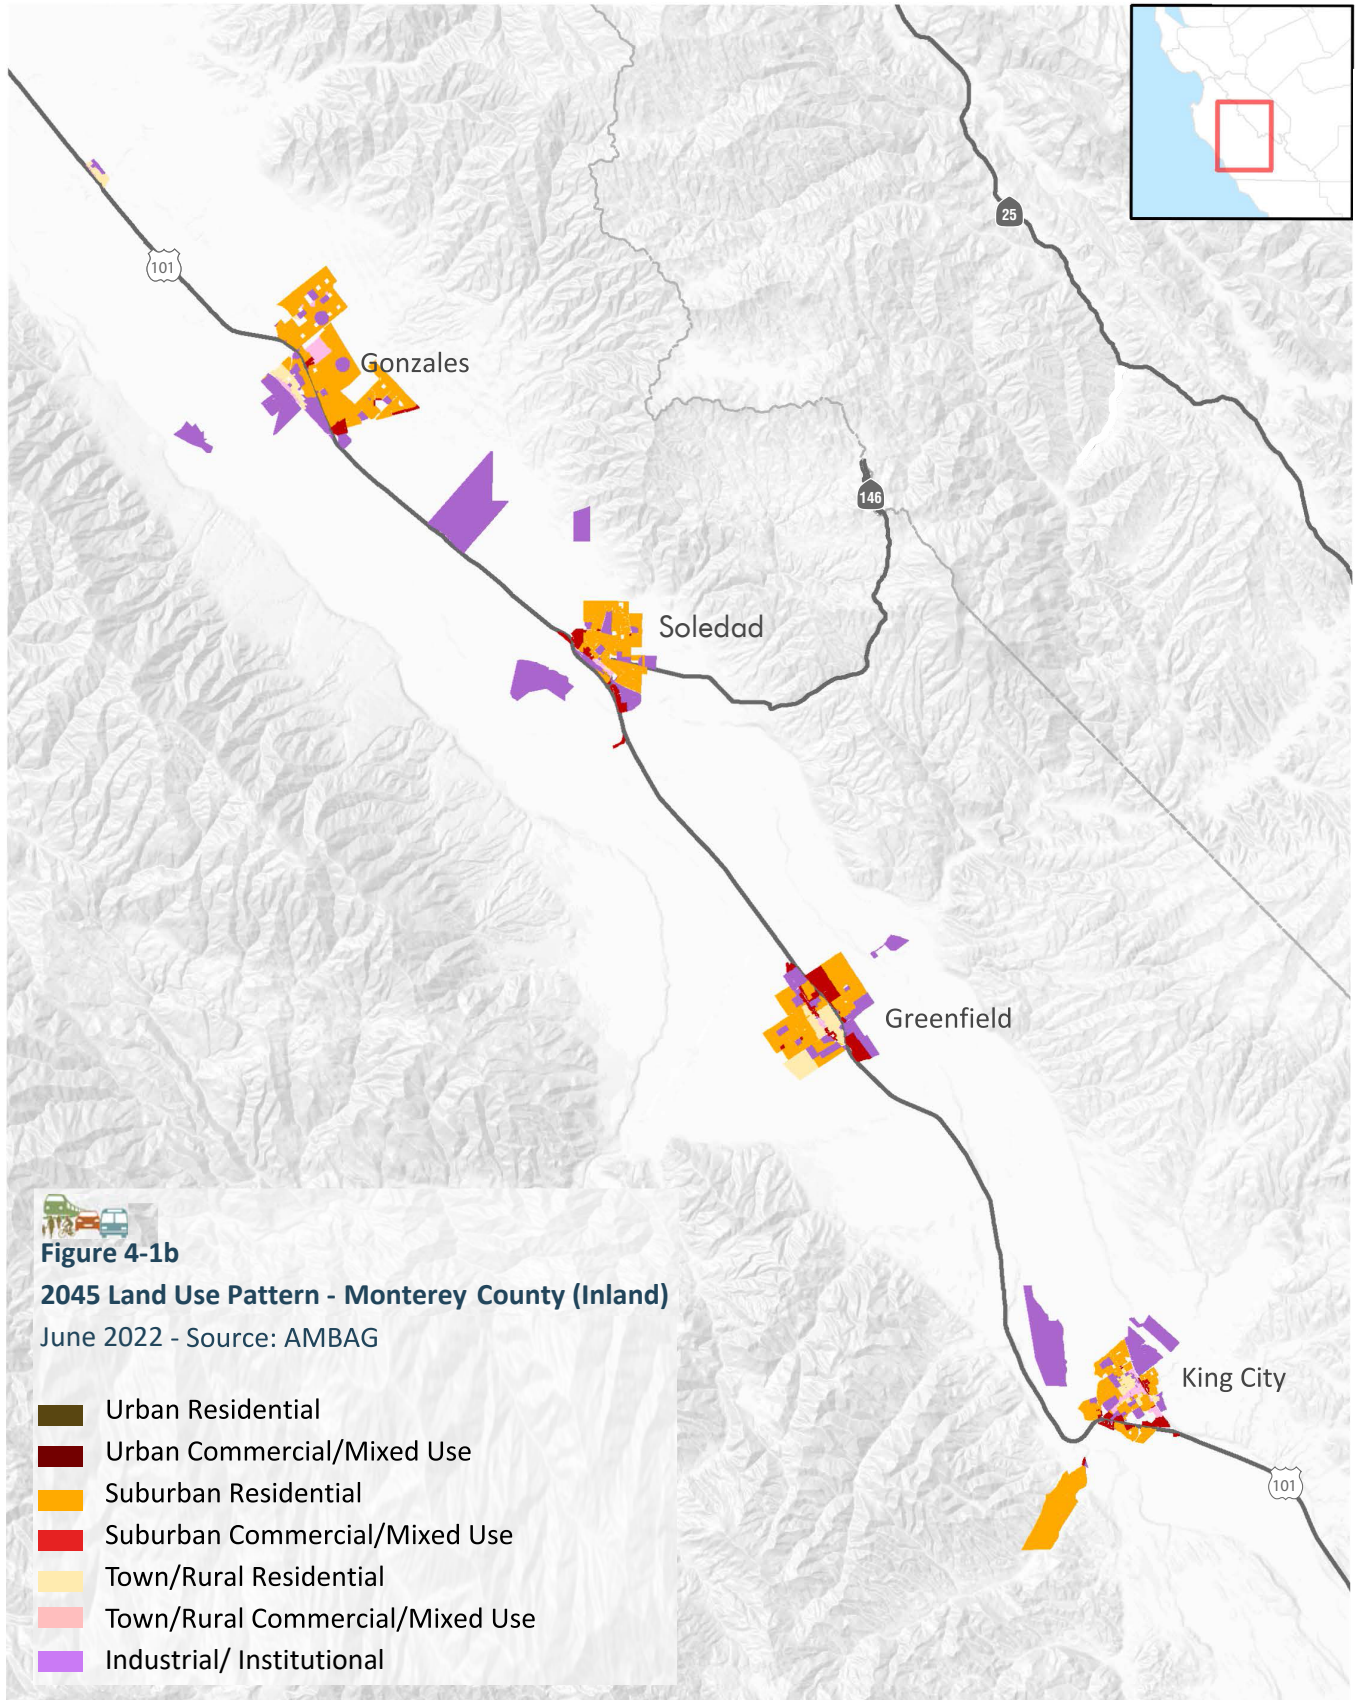 25
101
Gonzales
146
Soledad
Greenfield
King City
101
Figure 4-1b
2045 Land Use Pattern - Monterey County (Inland)
June 2022 - Source: AMBAG
Urban Residential
Urban Commercial/Mixed Use
Suburban Residential
Suburban Commercial/Mixed Use
Town/Rural Residential
Town/Rural Commercial/Mixed Use
Industrial/ Institutional